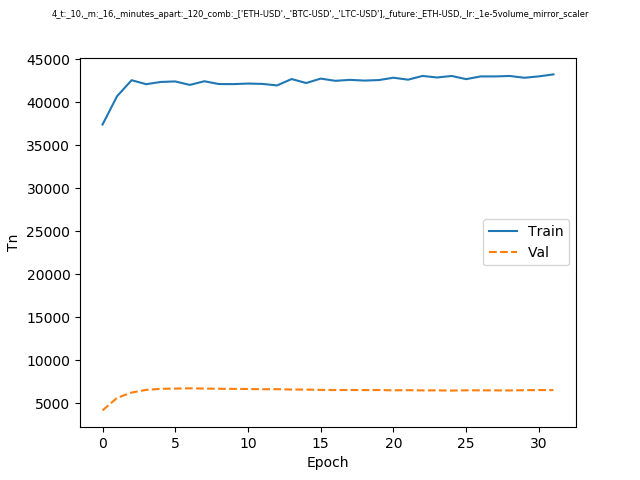 4_t:_10,_m:_16,_minutes_apart:_120_comb:_['ETH-USD',_'BTC-USD',_'LTC-USD'],_future:_ETH-USD,_lr:_1e-5volume_mirror_scaler
45000
40000
35000
30000
25000
20000
15000
10000
5000
Tn
Train
Val
0 5 10 15 20 25 30
Epoch